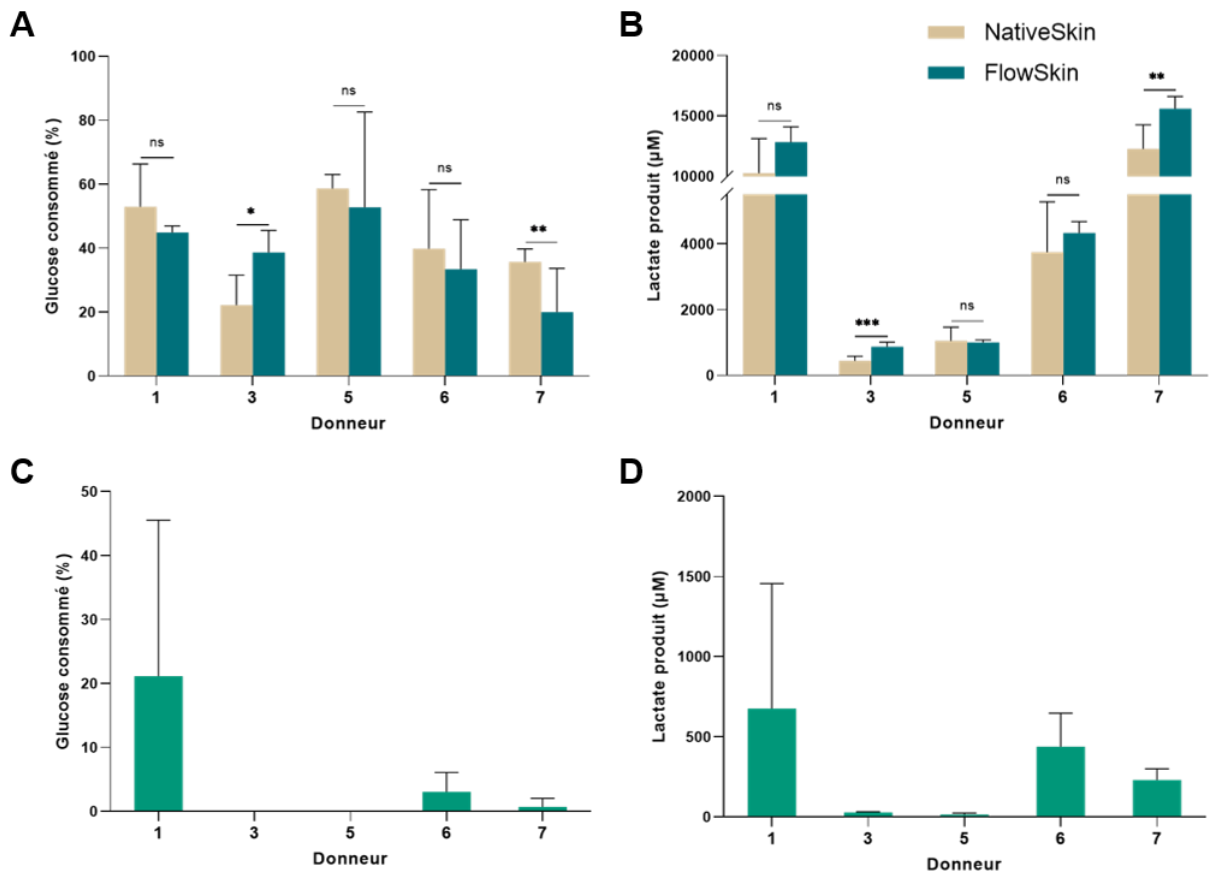 A
Glucose consommé (%)
100
80
60
40
20
0
ns
*
ns
ns
**
1 3 5 6 7
Donneur
B
NativeSkin
FlowSkin
Lactate produit (µM)
20000
15000
10000
4000
2000
0
ns
***
ns
ns
**
1 3 5 6 7
Donneur
C
Glucose consommé (%)
50
40
30
20
10
0
1 3 5 6 7
Donneur
D
Lactate produit (µM)
2000
1500
1000
500
0
1 3 5 6 7
Donneur